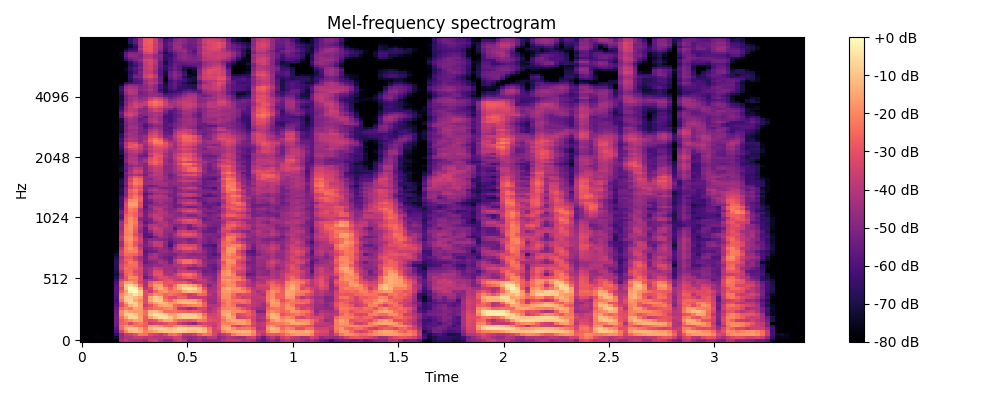 Mel-frequency spectrogram
+0 dB
-10 dB
-20 dB
-30 dB
-40 dB
-50 dB
-60 dB
-70 dB
-80 dB
4096
2048
1024
512
0
Hz
0 0.5 1 1.5 2 2.5 3
Time